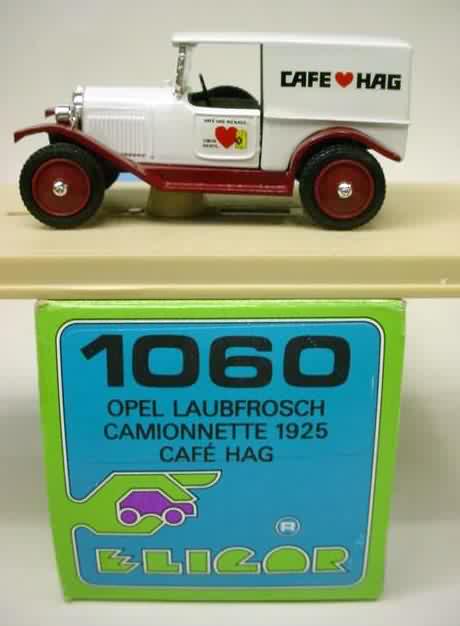 CAFE ❤ HAG
1060
OPEL LAUBFROSCH
CAMIONNETTE 1925
CAFÉ HAG
®
ELIGOR